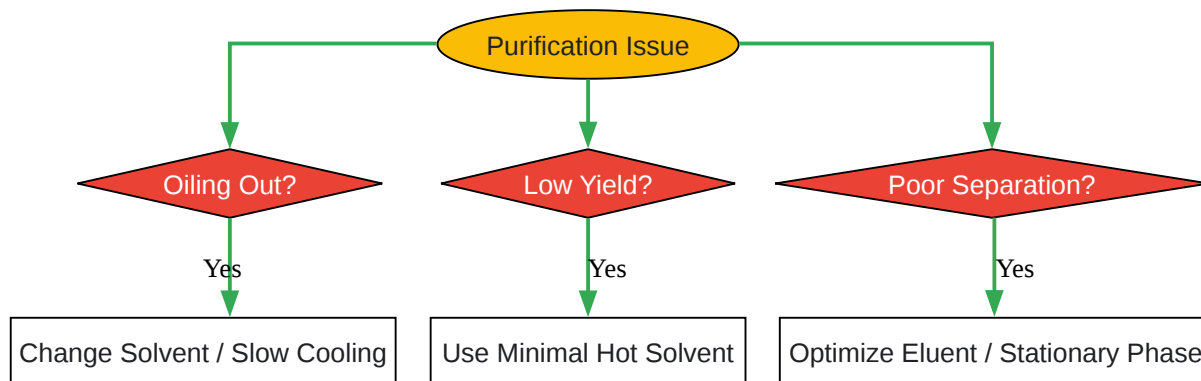 Purification Issue
Oiling Out?
Low Yield?
Poor Separation?
Yes
Yes
Yes
Change Solvent / Slow Cooling
Use Minimal Hot Solvent
Optimize Eluent / Stationary Phase